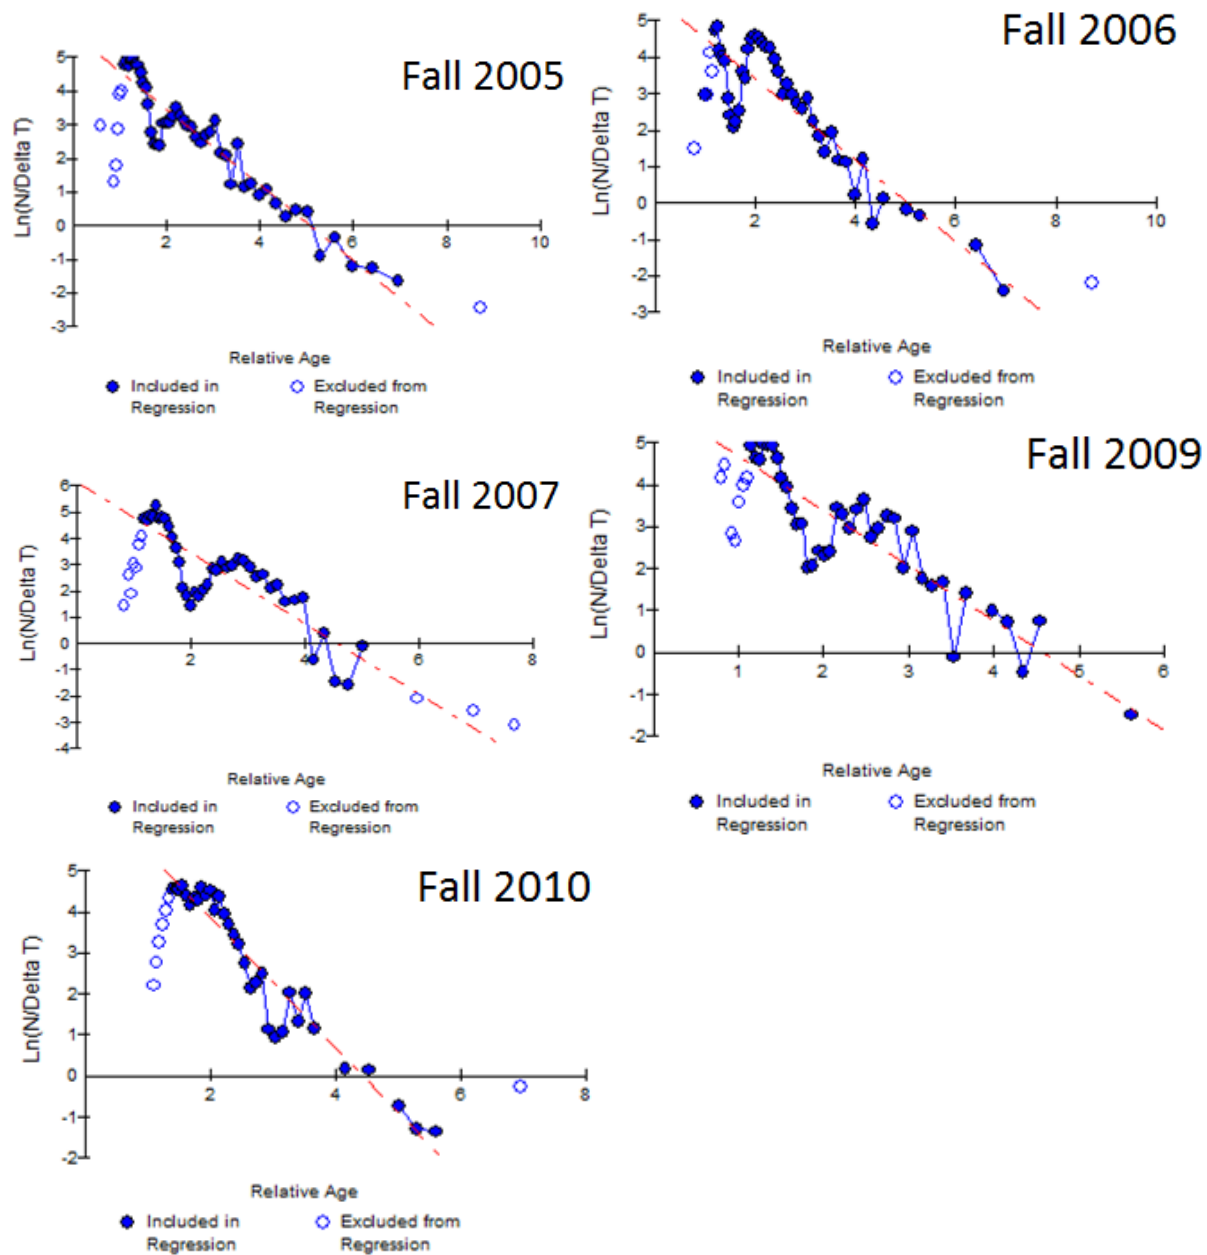 Fall 2005
Ln(N/Delta T)
5
4
3
2
1
0
-1
-2
-3
2
4
6
8
10
Relative Age
Included in
Regression
Excluded from
Regression
Fall 2006
Ln(N/Delta T)
5
4
3
2
1
0
-1
-2
-3
2
4
6
8
10
Relative Age
Included in
Regression
Excluded from
Regression
Fall 2007
Ln(N/Delta T)
6
5
4
3
2
1
0
-1
-2
-3
-4
2
4
6
8
Relative Age
Included in
Regression
Excluded from
Regression
Fall 2009
Ln(N/Delta T)
5
4
3
2
1
0
-1
-2
1
2
3
4
5
6
Relative Age
Included in
Regression
Excluded from
Regression
Fall 2010
Ln(N/Delta T)
5
4
3
2
1
0
-1
-2
2
4
6
8
Relative Age
Included in
Regression
Excluded from
Regression